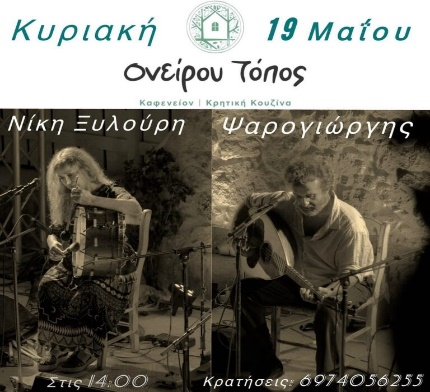 Κυριακή 19 Μαΐου
Ονείρου Τόπος
Καφενείον | Κρητική Κουζίνα
Νίκη Ξυλούρη Ψαρογιώργης
Στις 14:00 Κρατήσεις: 6974056255